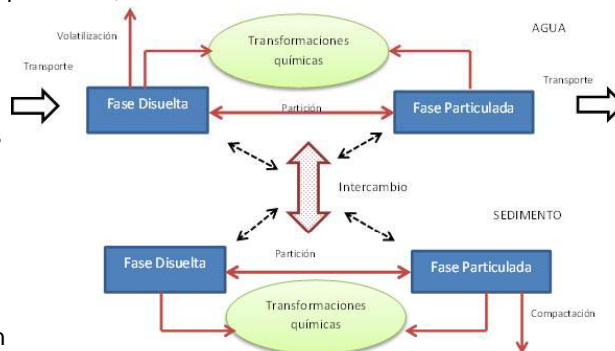 Volatilización
Transformaciones
químicas
AGUA
Transporte
Transporte
Fase Disuelta
Partición
Fase Particulada
Intercambio
SEDIMENTO
Fase Disuelta
Partición
Fase Particulada
Transformaciones
químicas
Compactación